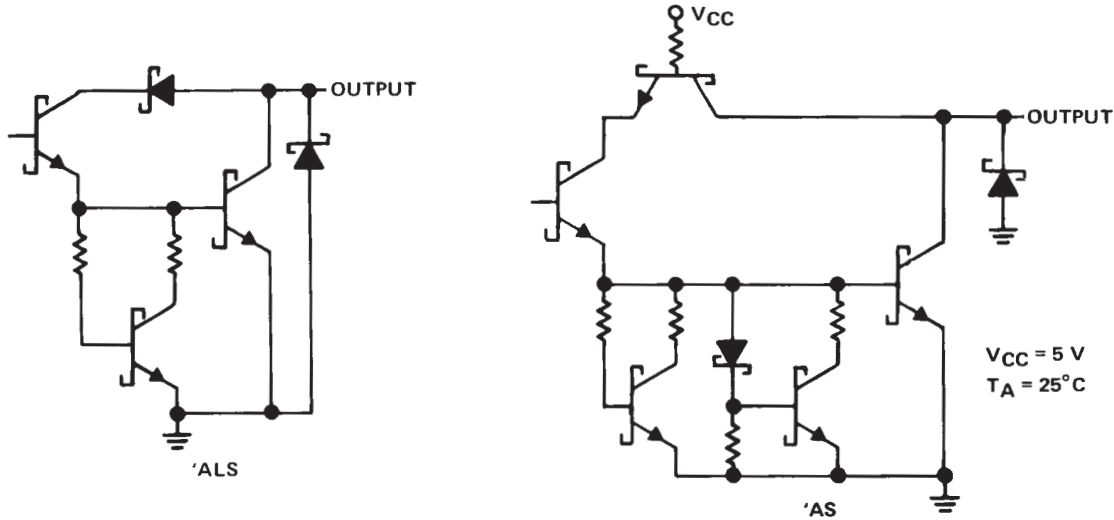 OUTPUT
'ALS
VCC
OUTPUT
VCC = 5 V
TA = 25°C
'AS